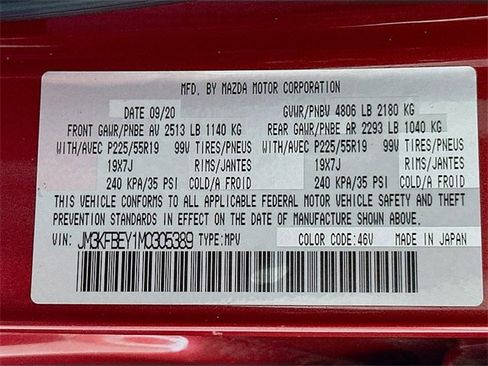 MFD. BY MAZDA MOTOR CORPORATION
DATE 09/20 GVWR/PNBV 4806 LB 2180 KG
FRONT GAWR/PNBE AV 2513 LB 1140 KG REAR GAWR/PNBE AR 2293 LB 1040 KG
WITH/AVEC P225/55R19 99V TIRES/PNEUS WITH/AVEC P225/55R19 99V TIRES/PNEUS
19X7J RIMS/JANTES 19X7J RIMS/JANTES
240 KPA/35 PSI COLD/A FROID 240 KPA/35 PSI COLD/A FROID
THIS VEHICLE CONFORMS TO ALL APPLICABLE FEDERAL MOTOR VEHICLE SAFETY AND THEFT
PREVENTION STANDARDS IN EFFECT ON THE DATE OF MANUFACTURE SHOWN ABOVE.
VIN: JM3KFBEY1M0305389 TYPE:MPV COLOR CODE:46V MADE IN JAPAN